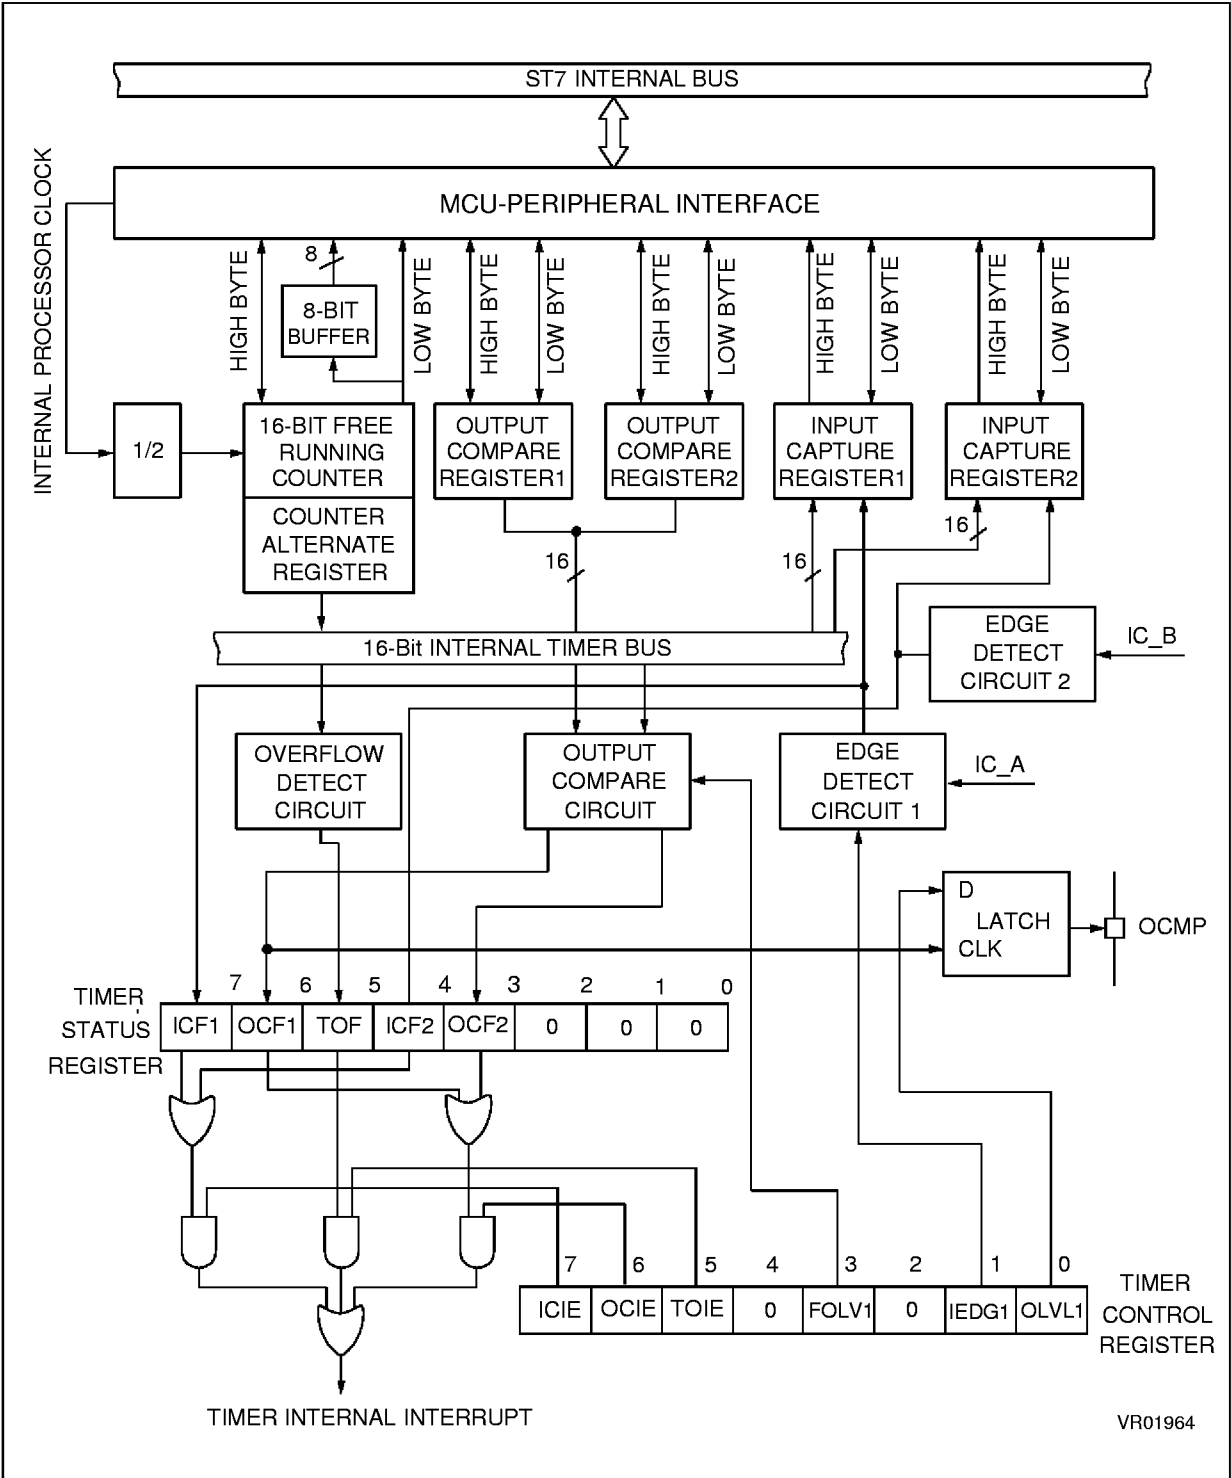 ST7 INTERNAL BUS
MCU-PERIPHERAL INTERFACE
INTERNAL PROCESSOR CLOCK
HIGH BYTE
8
8-BIT
BUFFER
LOW BYTE
HIGH BYTE
LOW BYTE
HIGH BYTE
LOW BYTE
HIGH BYTE
LOW BYTE
HIGH BYTE
LOW BYTE
1/2
16-BIT FREE
RUNNING
COUNTER
COUNTER
ALTERNATE
REGISTER
OUTPUT
COMPARE
REGISTER1
OUTPUT
COMPARE
REGISTER2
INPUT
CAPTURE
REGISTER1
INPUT
CAPTURE
REGISTER2
16
16
16
16-Bit INTERNAL TIMER BUS
EDGE
DETECT
CIRCUIT 2
IC_B
OVERFLOW
DETECT
CIRCUIT
OUTPUT
COMPARE
CIRCUIT
EDGE
DETECT
CIRCUIT 1
IC_A
D
LATCH
CLK
OCMP
TIMER
STATUS
REGISTER
7 6 5 4 3 2 1 0
ICF1 OCF1 TOF ICF2 OCF2 0 0 0
7 6 5 4 3 2 1 0
ICIE OCIE TOIE 0 FOLV1 0 IEDG1 OLVL1
TIMER
CONTROL
REGISTER
TIMER INTERNAL INTERRUPT
VR01964